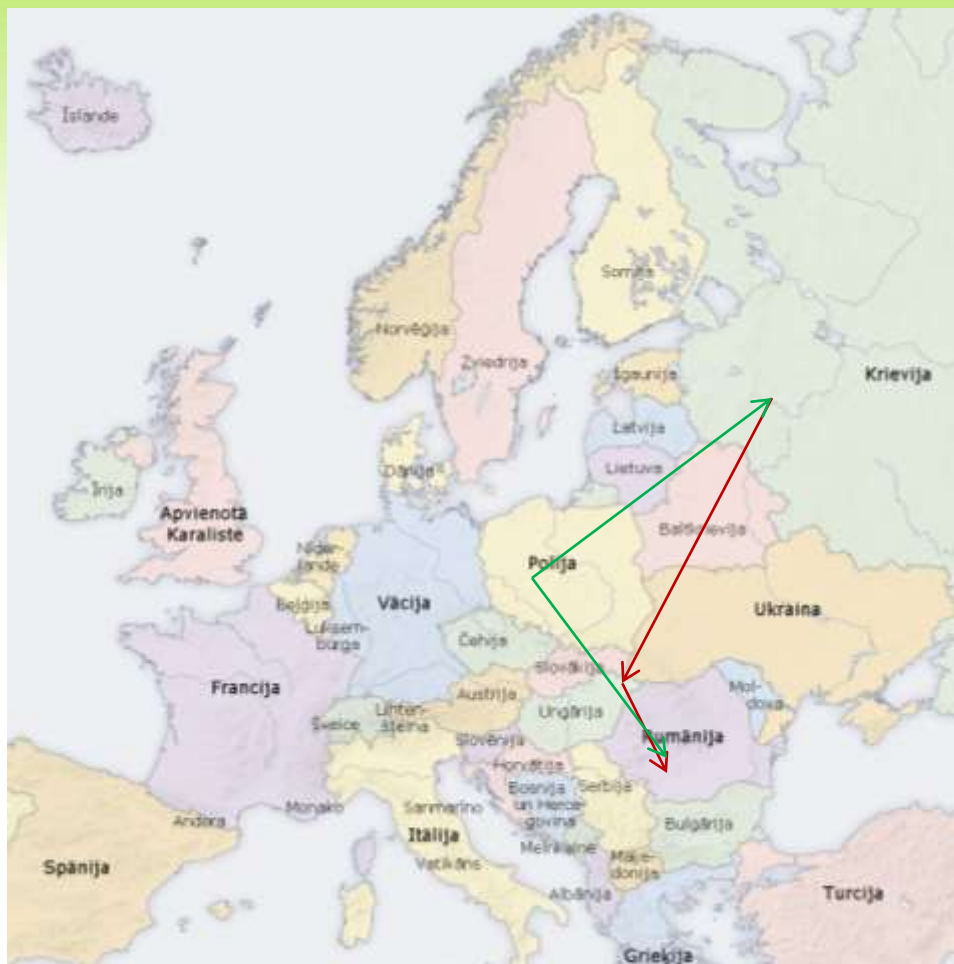 Īslande
Somija
Norvēģija
Zviedrija
Igaunija
Krievija
Latvija
Lietuva
Dānija
Īrija
Apvienotā
Karaliste
Baltkrievija
Nīder-
lande
Polija
Beļģija
Vācija
Ukraina
Luksem-
burga
Čehija
Slovākija
Francija
Austrija
Mol-
dova
Lihten-
šteina
Šveice
Ungārija
Rumānija
Slovēnija
Horvātija
Serbija
Bosnija
un Herce-
govina
Monako
Sanmarino
Andora
Itālija
Bulgārija
Melnkalne
Spānija
Vatikāns
Maķe-
donija
Albānija
Turcija
Grieķija